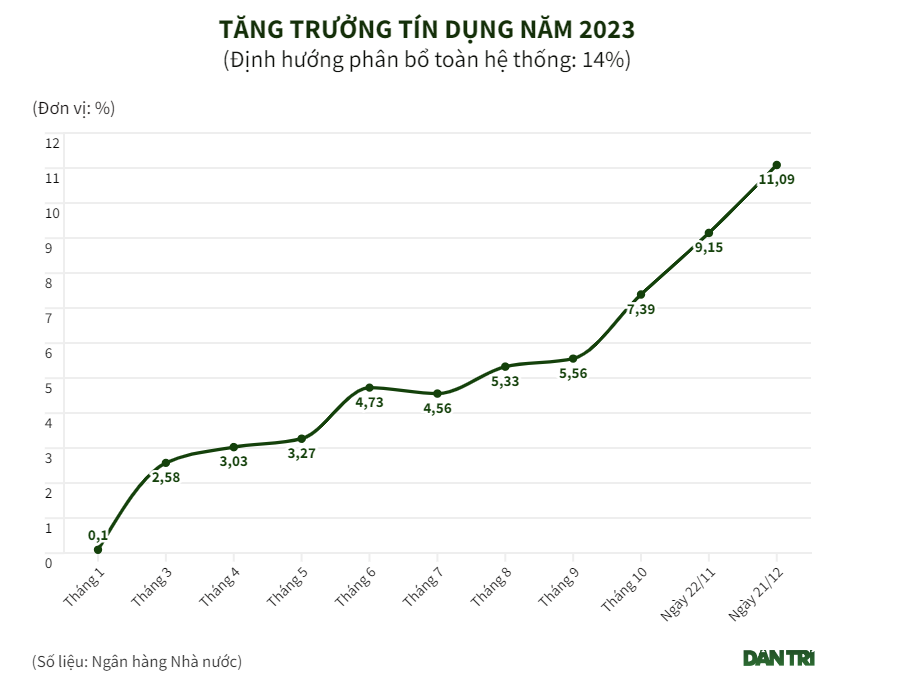 TĂNG TRƯỞNG TÍN DỤNG NĂM 2023
(Định hướng phân bổ toàn hệ thống: 14%)
(Đơn vị: %)
12
11
10
9
8
7
6
5
4
3
2
1
0
0,1
2,58
3,03
3,27
4,73
4,56
5,33
5,56
7,39
9,15
11,09
Tháng 1
Tháng 3
Tháng 4
Tháng 5
Tháng 6
Tháng 7
Tháng 8
Tháng 9
Tháng 10
Ngày 22/11
Ngày 21/12
(Số liệu: Ngân hàng Nhà nước)
DÂN TRÍ